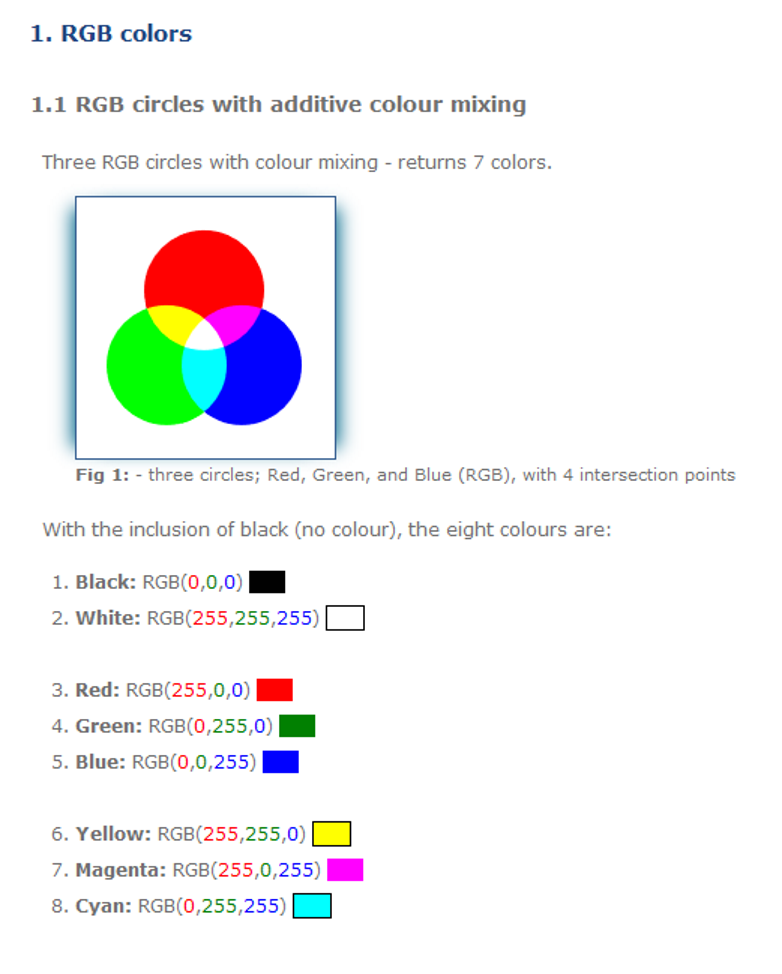 1. RGB colors
1.1 RGB circles with additive colour mixing
Three RGB circles with colour mixing - returns 7 colors.
Fig 1: - three circles; Red, Green, and Blue (RGB), with 4 intersection points
With the inclusion of black (no colour), the eight colours are:
1. Black: RGB(0,0,0)
2. White: RGB(255,255,255)
3. Red: RGB(255,0,0)
4. Green: RGB(0,255,0)
5. Blue: RGB(0,0,255)
6. Yellow: RGB(255,255,0)
7. Magenta: RGB(255,0,255)
8. Cyan: RGB(0,255,255)